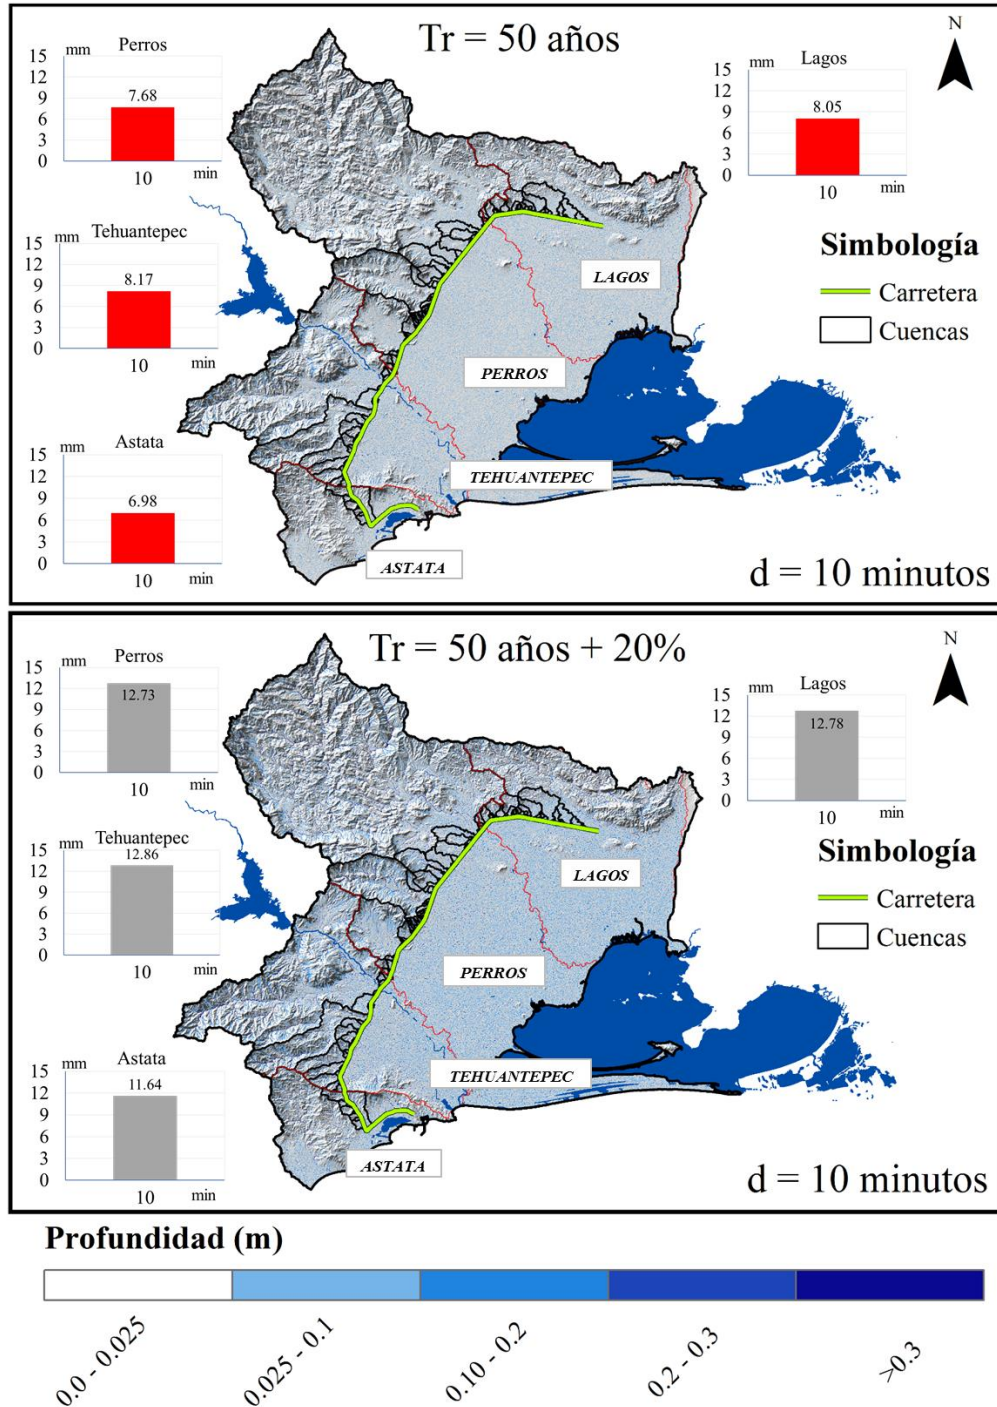 Tr = 50 años
N
Perros
mm
15
12
9
6
3
0
7.68
10
min
Lagos
mm
15
12
9
6
3
0
8.05
10
min
Tehuantepec
mm
15
12
9
6
3
0
8.17
10
min
Simbología
Carretera
Cuencas
LAGOS
PERROS
TEHUANTEPEC
ASTATA
Astata
mm
15
12
9
6
3
0
6.98
10
min
d = 10 minutos
Tr = 50 años + 20%
N
Perros
mm
15
12
9
6
3
0
12.73
10
min
Lagos
mm
15
12
9
6
3
0
12.78
10
min
Tehuantepec
mm
15
12
9
6
3
0
12.86
10
min
Simbología
Carretera
Cuencas
LAGOS
PERROS
TEHUANTEPEC
ASTATA
Astata
mm
15
12
9
6
3
0
11.64
10
min
d = 10 minutos
Profundidad (m)
0.0 - 0.025
0.025 - 0.1
0.10 - 0.2
0.2 - 0.3
>0.3